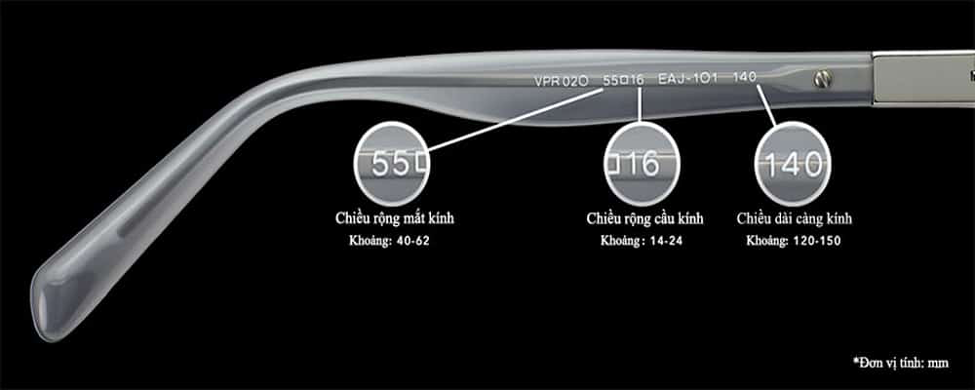 VPR 02O 55□16 EAJ-1O1 140
55□
□16
140
Chiều rộng mắt kính
Khoảng: 40-62
Chiều rộng cầu kính
Khoảng: 14-24
Chiều dài càng kính
Khoảng: 120-150
*Đơn vị tính: mm